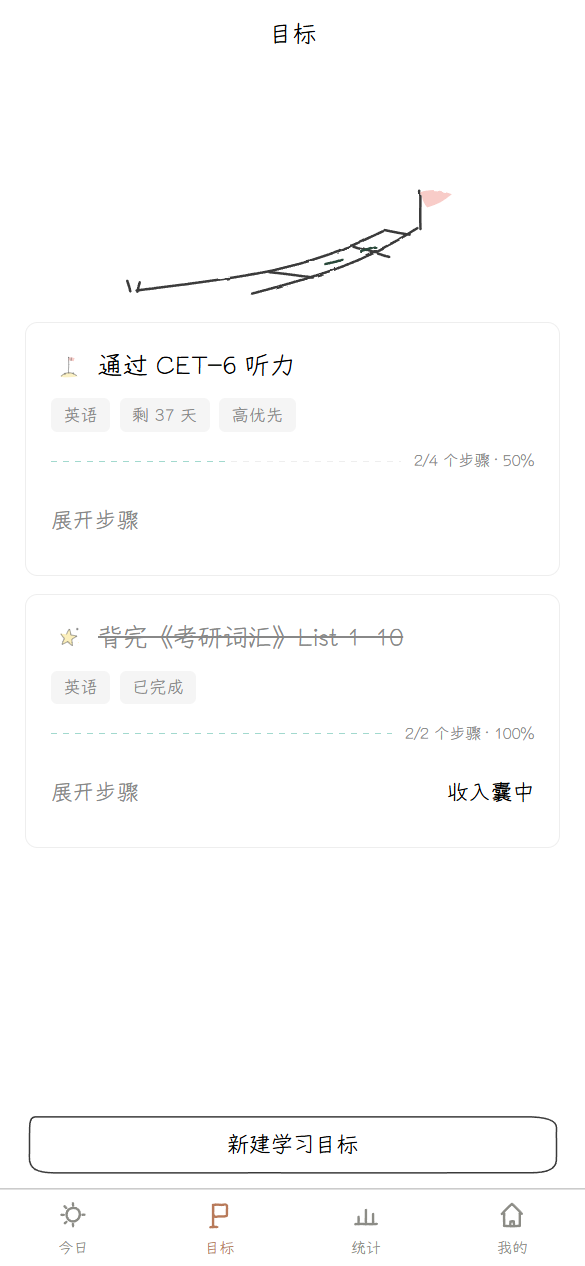 目标
通过 CET-6 听力
英语 剩 37 天 高优先
2/4 个步骤 · 50%
展开步骤
背完《考研词汇》List 1-10
英语 已完成
2/2 个步骤 · 100%
展开步骤 收入囊中
新建学习目标
今日 目标 统计 我的